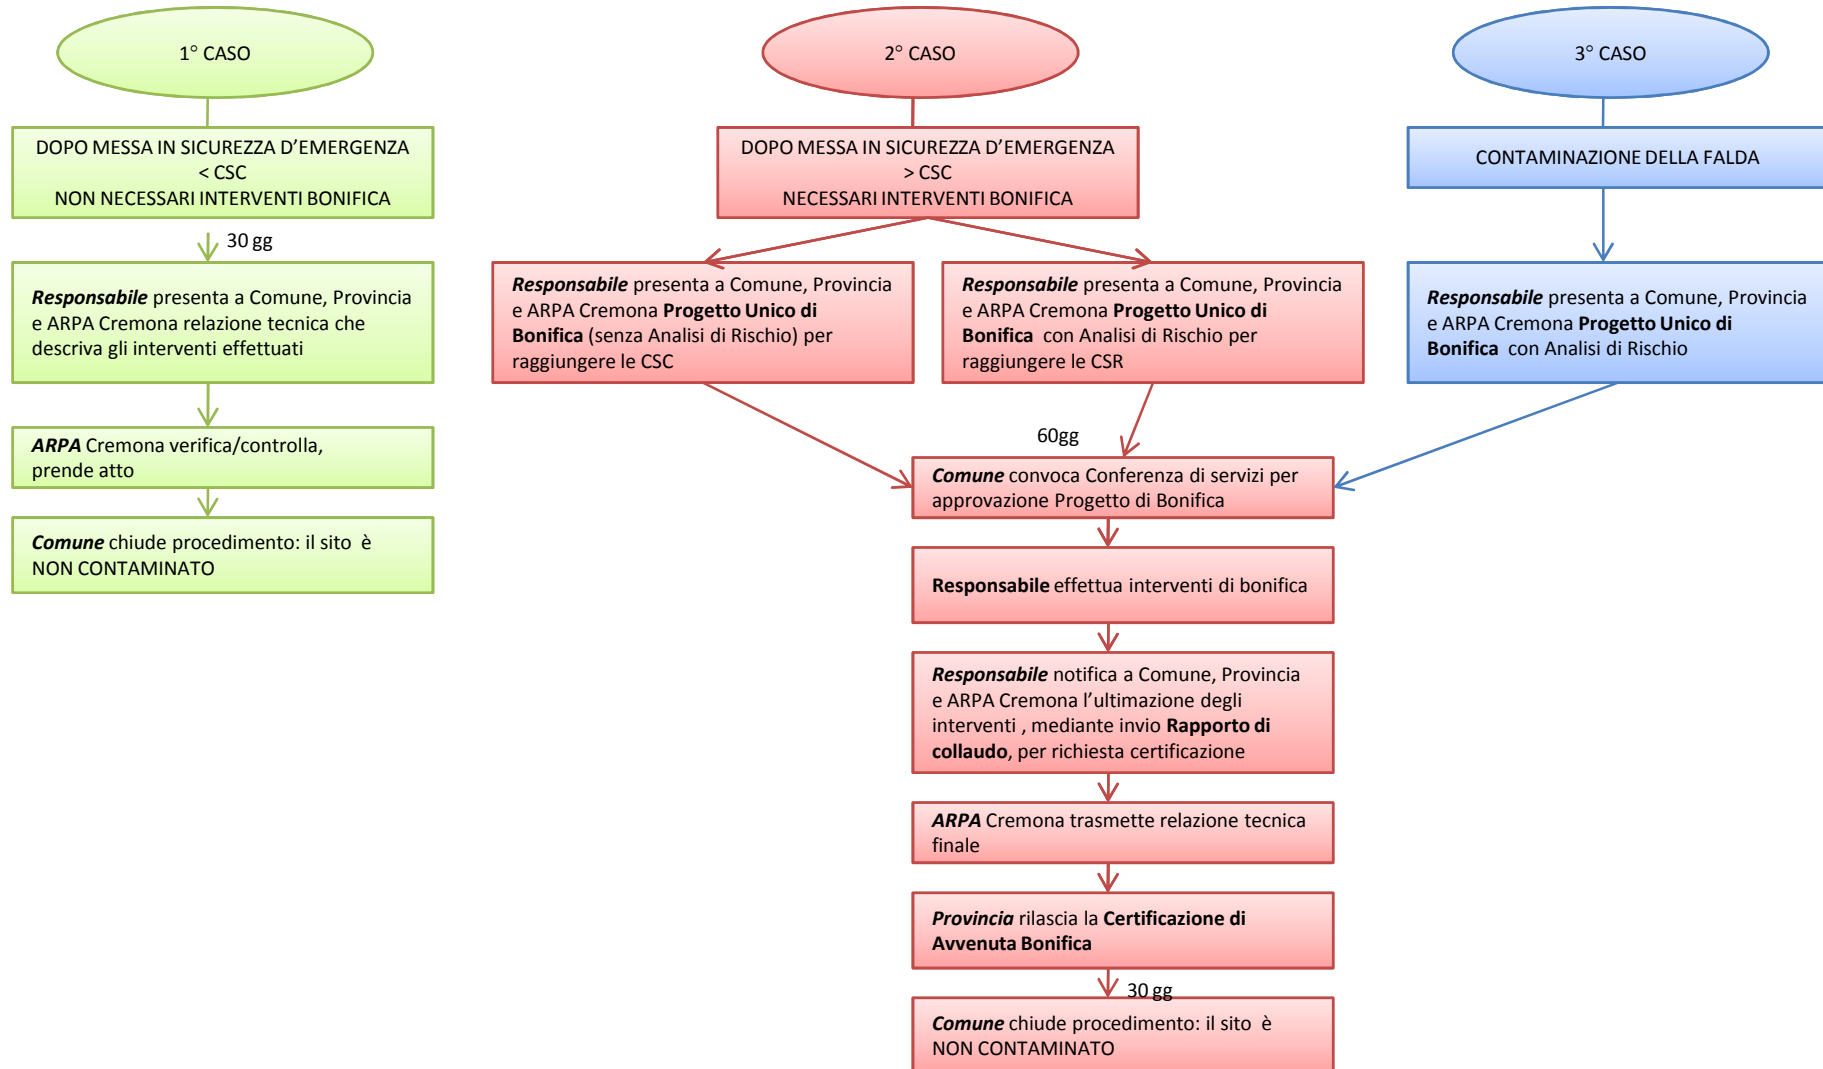 1° CASO
DOPO MESSA IN SICUREZZA D'EMERGENZA
< CSC
NON NECESSARI INTERVENTI BONIFICA
30 gg
Responsabile presenta a Comune, Provincia
e ARPA Cremona relazione tecnica che
descriva gli interventi effettuati
ARPA Cremona verifica/controlla,
prende atto
Comune chiude procedimento: il sito è
NON CONTAMINATO
2° CASO
DOPO MESSA IN SICUREZZA D'EMERGENZA
> CSC
NECESSARI INTERVENTI BONIFICA
Responsabile presenta a Comune, Provincia
e ARPA Cremona Progetto Unico di
Bonifica (senza Analisi di Rischio) per
raggiungere le CSC
Responsabile presenta a Comune, Provincia
e ARPA Cremona Progetto Unico di
Bonifica con Analisi di Rischio per
raggiungere le CSR
60gg
Comune convoca Conferenza di servizi per
approvazione Progetto di Bonifica
Responsabile effettua interventi di bonifica
Responsabile notifica a Comune, Provincia
e ARPA Cremona l'ultimazione degli
interventi , mediante invio Rapporto di
collaudo, per richiesta certificazione
ARPA Cremona trasmette relazione tecnica
finale
Provincia rilascia la Certificazione di
Avvenuta Bonifica
30 gg
Comune chiude procedimento: il sito è
NON CONTAMINATO
3° CASO
CONTAMINAZIONE DELLA FALDA
Responsabile presenta a Comune, Provincia
e ARPA Cremona Progetto Unico di
Bonifica con Analisi di Rischio